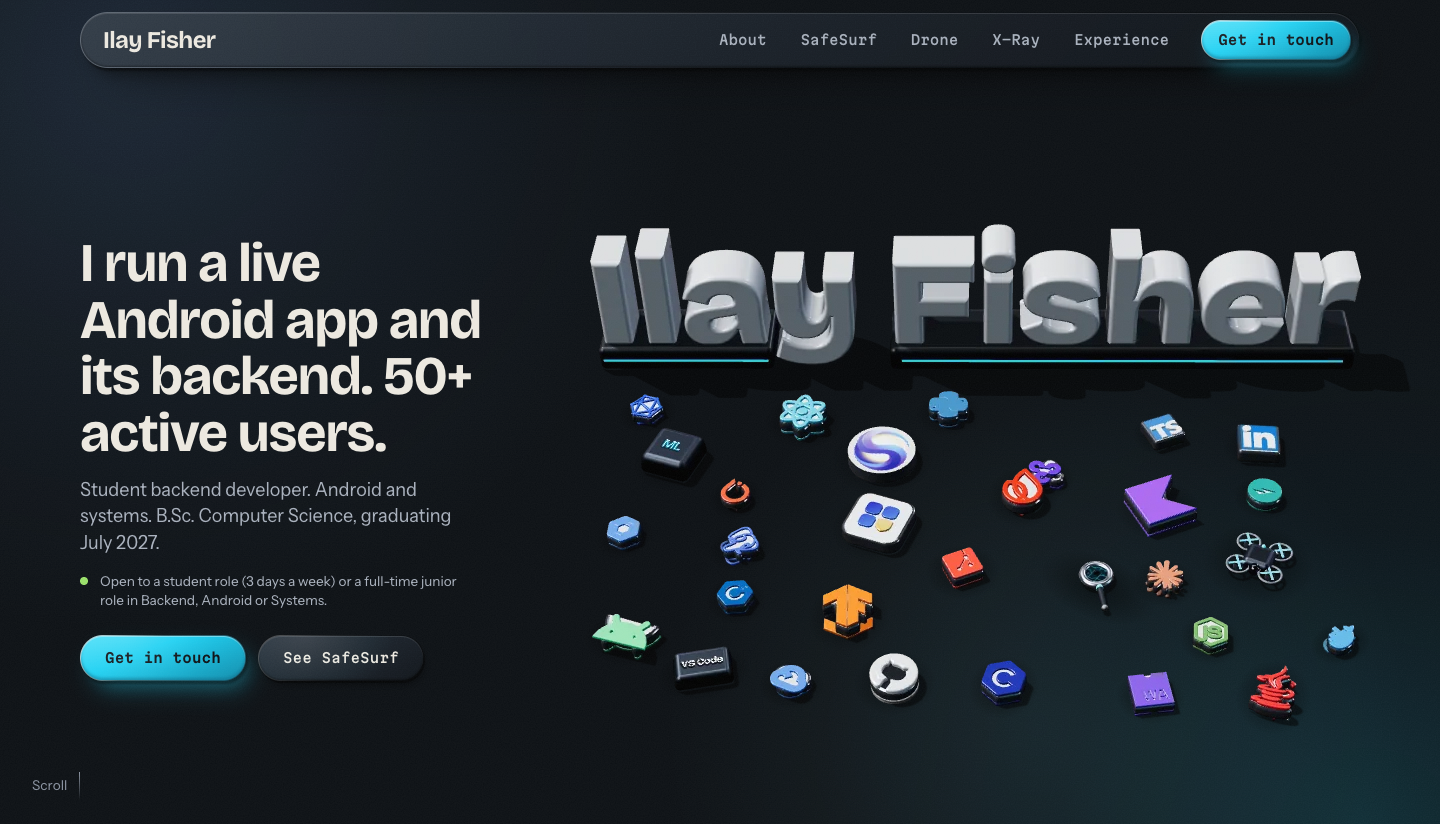 Ilay Fisher
About
SafeSurf
Drone
X-Ray
Experience
Get in touch
I run a live
Android app and
its backend. 50+
active users.
Student backend developer. Android and
systems. B.Sc. Computer Science, graduating
July 2027.
Open to a student role (3 days a week) or a full-time junior
role in Backend, Android or Systems.
Get in touch
See SafeSurf
Scroll
Ilay Fisher
ML
TS
in
C
JS
VS Code
C
WA